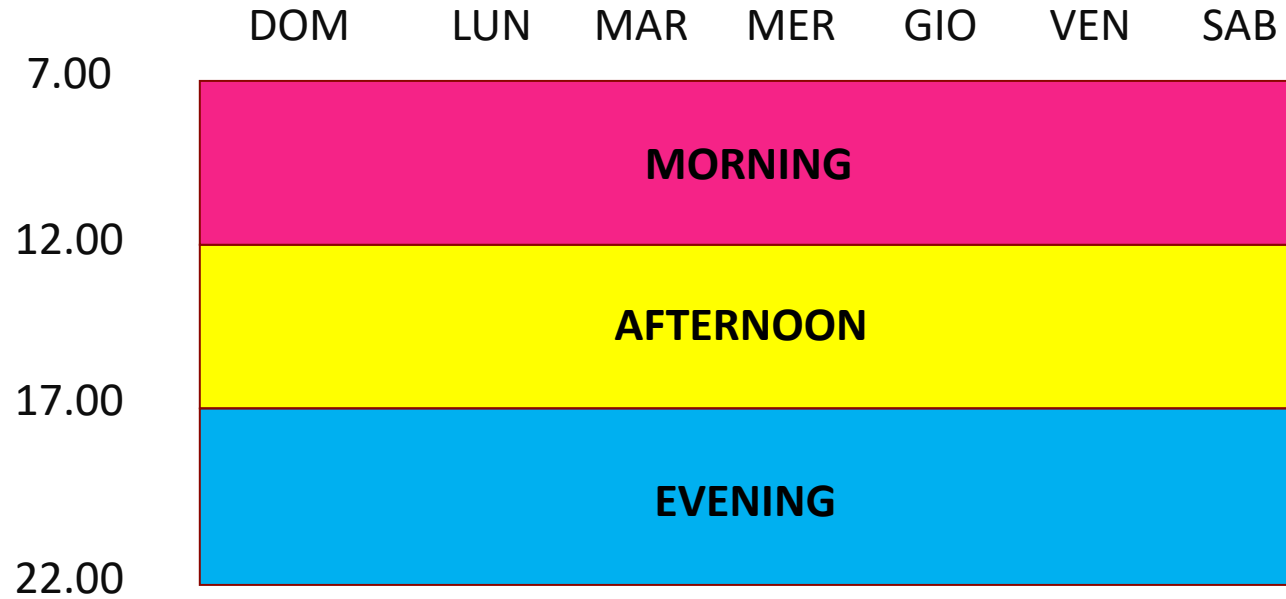 DOM LUN MAR MER GIO VEN SAB
7.00
MORNING
12.00
AFTERNOON
17.00
EVENING
22.00